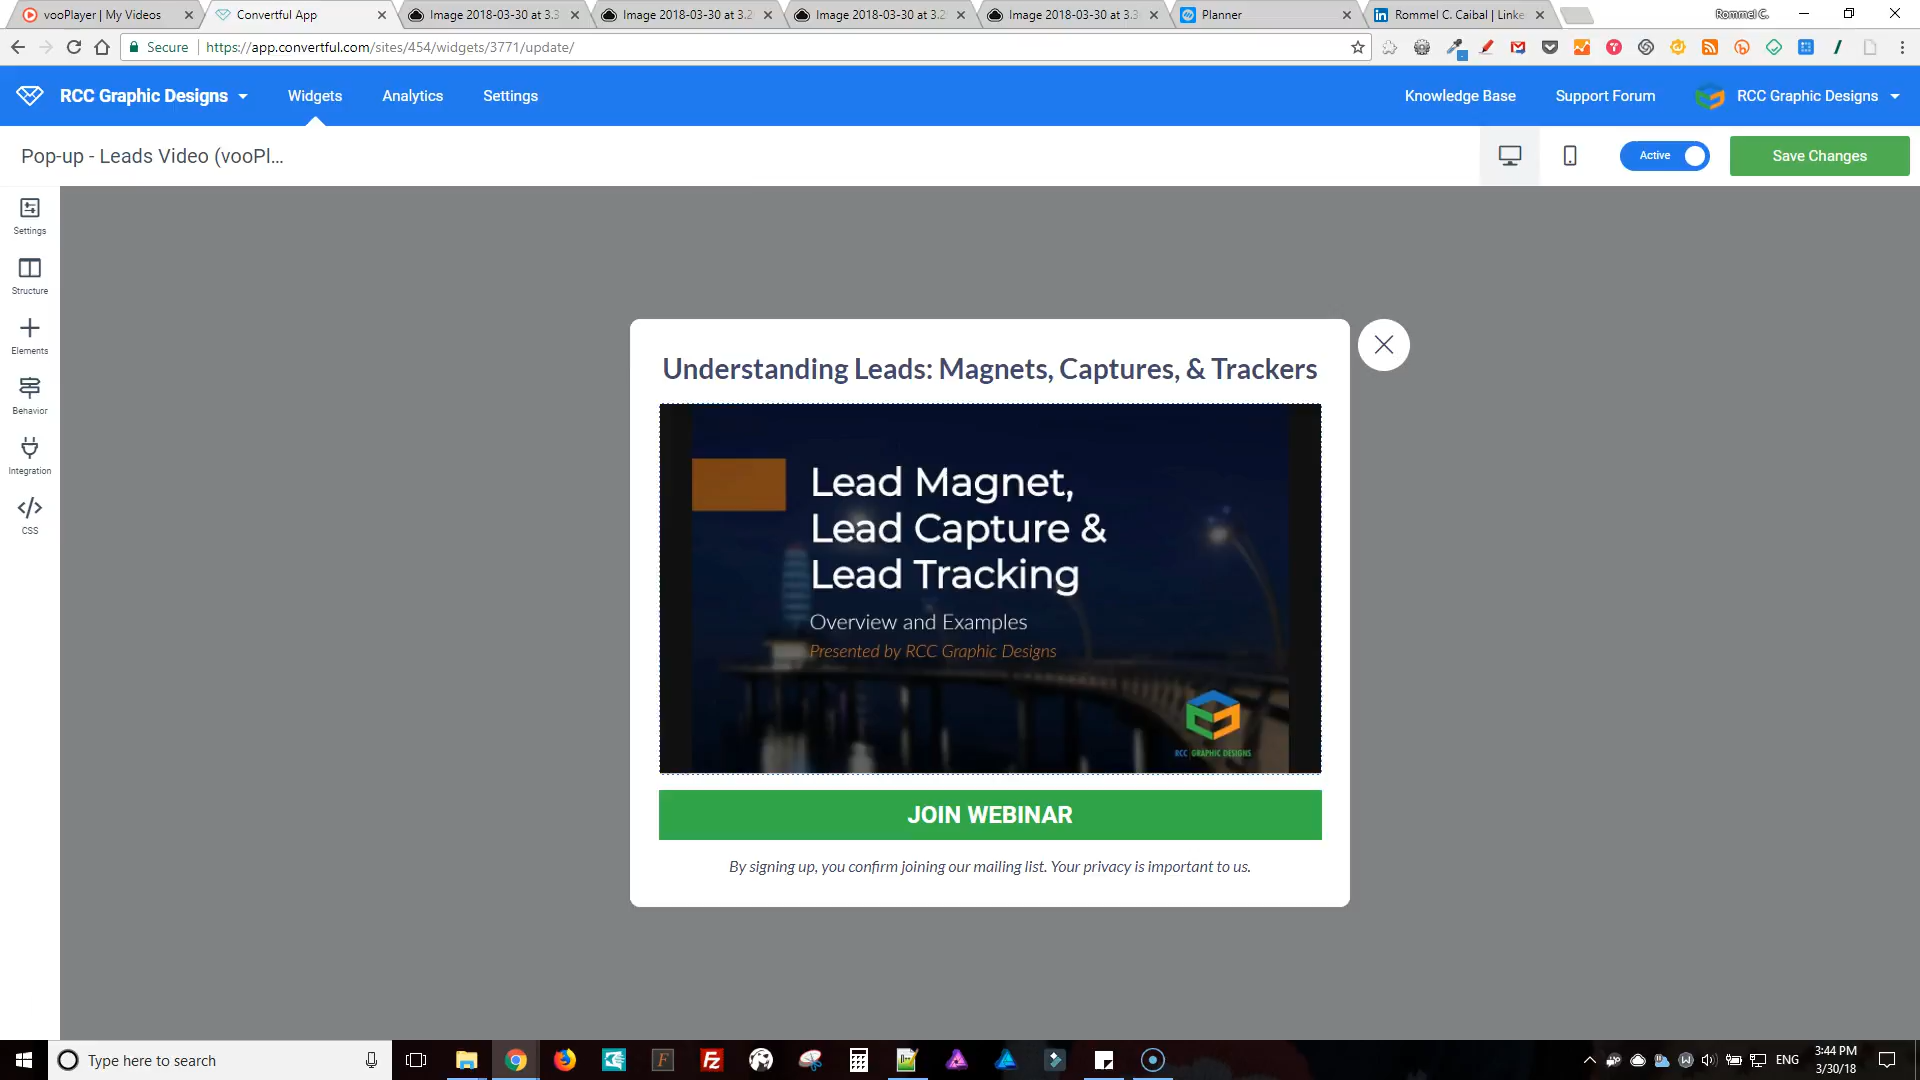 vooPlayer | My Videos
Convertful App
Image 2018-03-30 at 3.3
Image 2018-03-30 at 3.2
Image 2018-03-30 at 3.2
Image 2018-03-30 at 3.3
Planner
Rommel C. Caibal | Linke
Rommel C.
Secure
https://app.convertful.com/sites/454/widgets/3771/update/
RCC Graphic Designs
Widgets
Analytics
Settings
Knowledge Base
Support Forum
RCC Graphic Designs
Pop-up - Leads Video (vooPl...
Active
Save Changes
Settings
Structure
Elements
Behavior
Integration
CSS
Understanding Leads: Magnets, Captures, & Trackers
Lead Magnet,
Lead Capture &
Lead Tracking
Overview and Examples
Presented by RCC Graphic Designs
RCC GRAPHIC DESIGNS
JOIN WEBINAR
By signing up, you confirm joining our mailing list. Your privacy is important to us.
Type here to search
ENG
3:44 PM
3/30/18